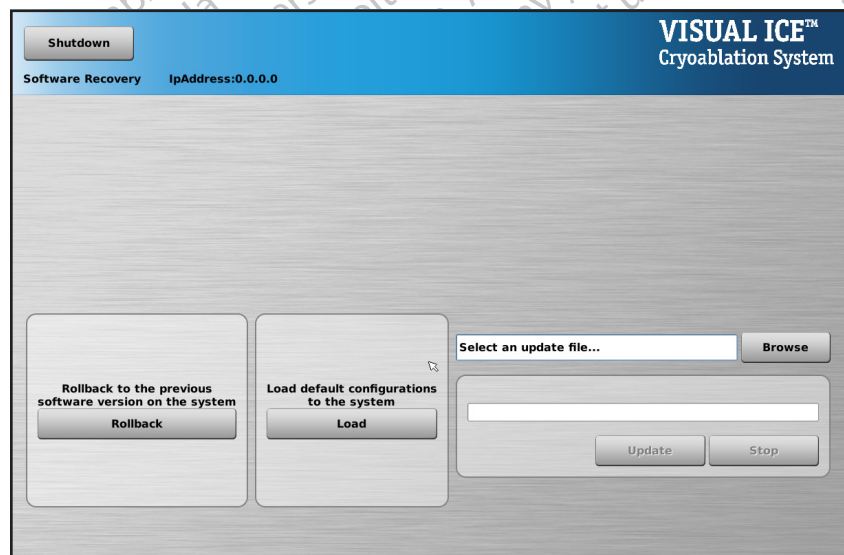 Shutdown
VISUAL ICE™
Cryoablation System
Software Recovery IpAddress:0.0.0.0
Select an update file...
Browse
Rollback to the previous
software version on the system
Rollback
Load default configurations
to the system
Load
Update
Stop